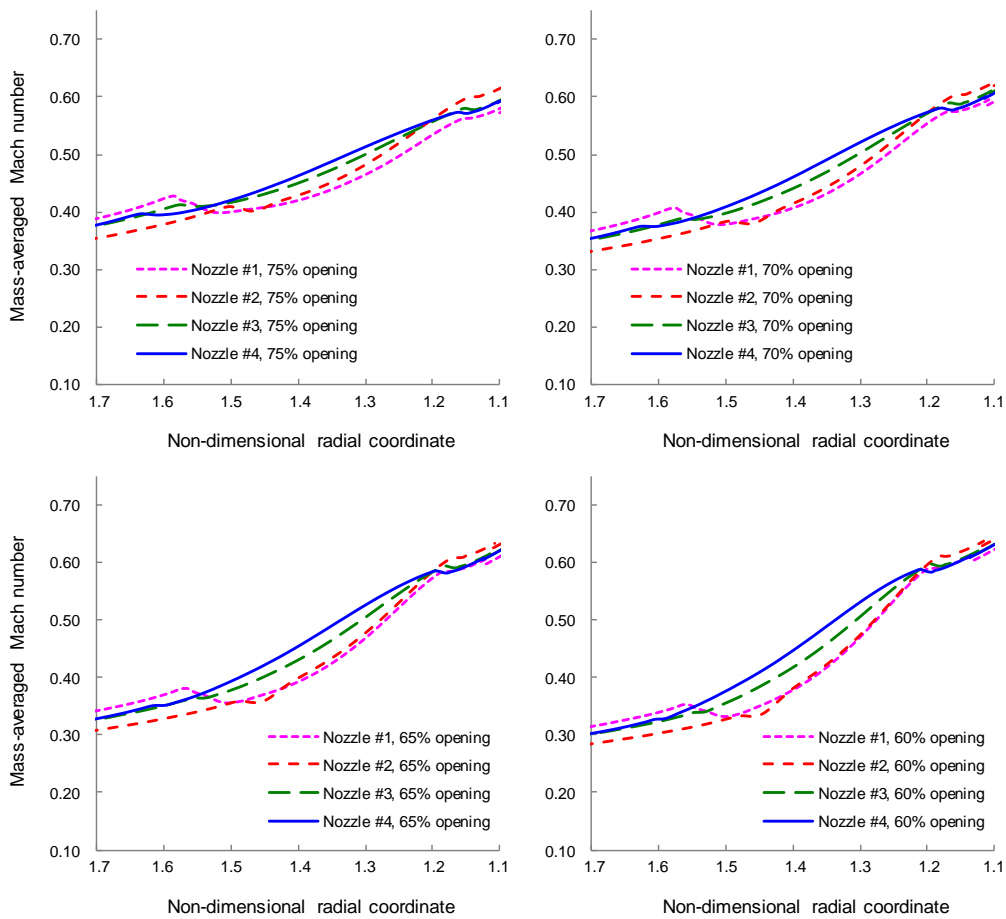 0.70
0.60
0.50
0.40
0.30
0.20
0.10
Mass-averaged Mach number
Nozzle #1, 75% opening
Nozzle #2, 75% opening
Nozzle #3, 75% opening
Nozzle #4, 75% opening
1.7 1.6 1.5 1.4 1.3 1.2 1.1
Non-dimensional radial coordinate
0.70
0.60
0.50
0.40
0.30
0.20
0.10
Nozzle #1, 70% opening
Nozzle #2, 70% opening
Nozzle #3, 70% opening
Nozzle #4, 70% opening
1.7 1.6 1.5 1.4 1.3 1.2 1.1
Non-dimensional radial coordinate
0.70
0.60
0.50
0.40
0.30
0.20
0.10
Mass-averaged Mach number
Nozzle #1, 65% opening
Nozzle #2, 65% opening
Nozzle #3, 65% opening
Nozzle #4, 65% opening
1.7 1.6 1.5 1.4 1.3 1.2 1.1
Non-dimensional radial coordinate
0.70
0.60
0.50
0.40
0.30
0.20
0.10
Nozzle #1, 60% opening
Nozzle #2, 60% opening
Nozzle #3, 60% opening
Nozzle #4, 60% opening
1.7 1.6 1.5 1.4 1.3 1.2 1.1
Non-dimensional radial coordinate